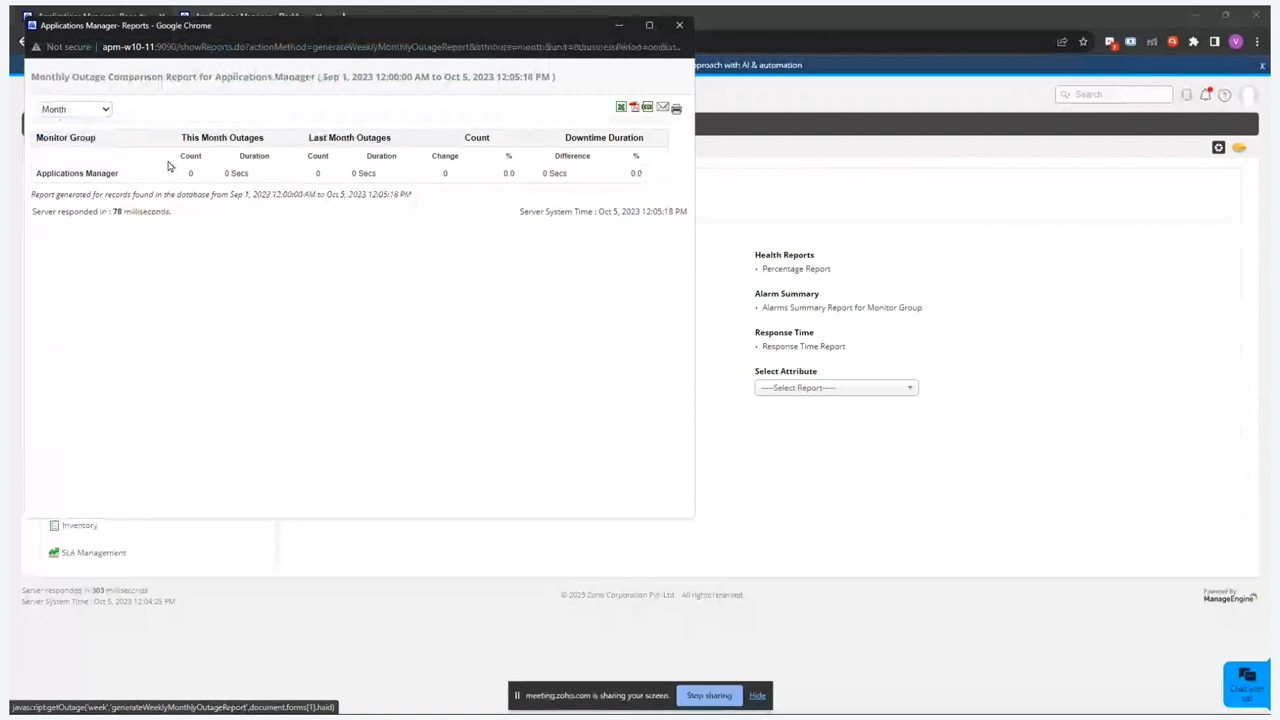 Applications Manager- Reports - Google Chrome
Not secure apm-w10-11:9090/showReports.do?actionMethod=generateWeeklyMonthlyOutageReport
approach with AI & automation X
Monthly Outage Comparison Report for Applications Manager ( Sep 1, 2023 12:00:00 AM to Oct 5, 2023 12:05:18 PM )
Search...
Month
Monitor Group This Month Outages Last Month Outages Count Downtime Duration
Count Duration Count Duration Change % Difference %
Applications Manager 0 0 Secs 0 0 Secs 0 0.0 0 Secs 0.0
Report generated for records found in the database from Sep 1, 2023 12:00:00 AM to Oct 5, 2023 12:05:18 PM
Server responded in : 78 milliseconds. Server System Time : Oct 5, 2023 12:05:18 PM
Health Reports
• Percentage Report
Alarm Summary
• Alarms Summary Report for Monitor Group
Response Time
• Response Time Report
Select Attribute
----Select Report----
Inventory
SLA Management
Server responded in 303 milliseconds
Server System Time : Oct 5, 2023 12:04:25 PM
© 2023 Zoho Corporation Pvt. Ltd. All rights reserved.
Powered By
ManageEngine
Chat with us!
meeting.zoho.com is sharing your screen. Stop sharing Hide
javascript:getOutage('week','generateWeeklyMonthlyOutageReport',document.forms[1].haid)